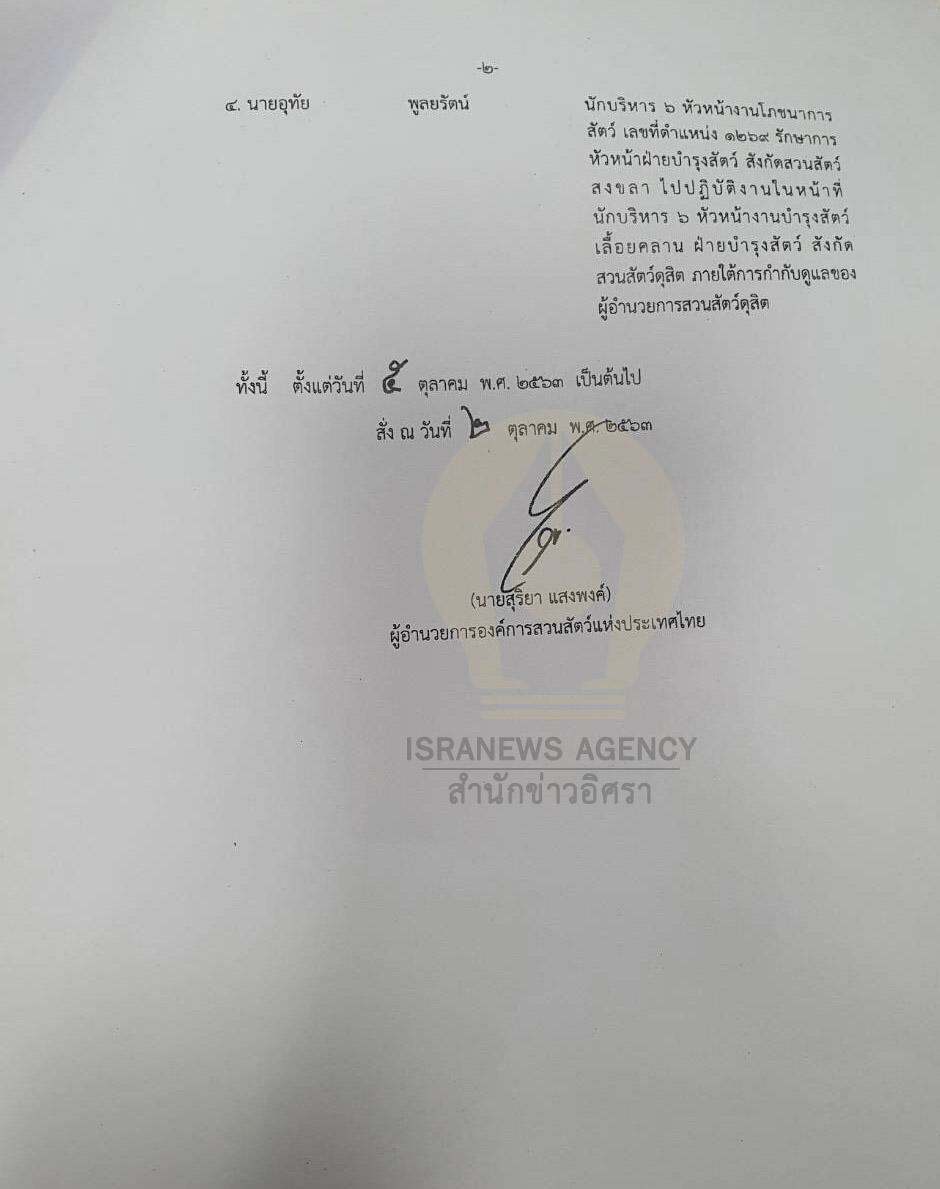 -๒-
๔. นายอุทัย พูลยรัตน์ นักบริหาร ๖ หัวหน้างานโภชนาการ
สัตว์ เลขที่ตำแหน่ง ๑๒๖๙ รักษาการ
หัวหน้าฝ่ายบำรุงสัตว์ สังกัดสวนสัตว์
สงขลา ไปปฏิบัติงานในหน้าที่
นักบริหาร ๖ หัวหน้างานบำรุงสัตว์
เลื้อยคลาน ฝ่ายบำรุงสัตว์ สังกัด
สวนสัตว์ดุสิต ภายใต้การกำกับดูแลของ
ผู้อำนวยการสวนสัตว์ดุสิต
ทั้งนี้ ตั้งแต่วันที่ ๕ ตุลาคม พ.ศ. ๒๕๖๓ เป็นต้นไป
สั่ง ณ วันที่ ๒ ตุลาคม พ.ศ. ๒๕๖๓
(นายสุริยา แสงพงค์)
ผู้อำนวยการองค์การสวนสัตว์แห่งประเทศไทย
ISRANEWS AGENCY
สำนักข่าวอิศรา